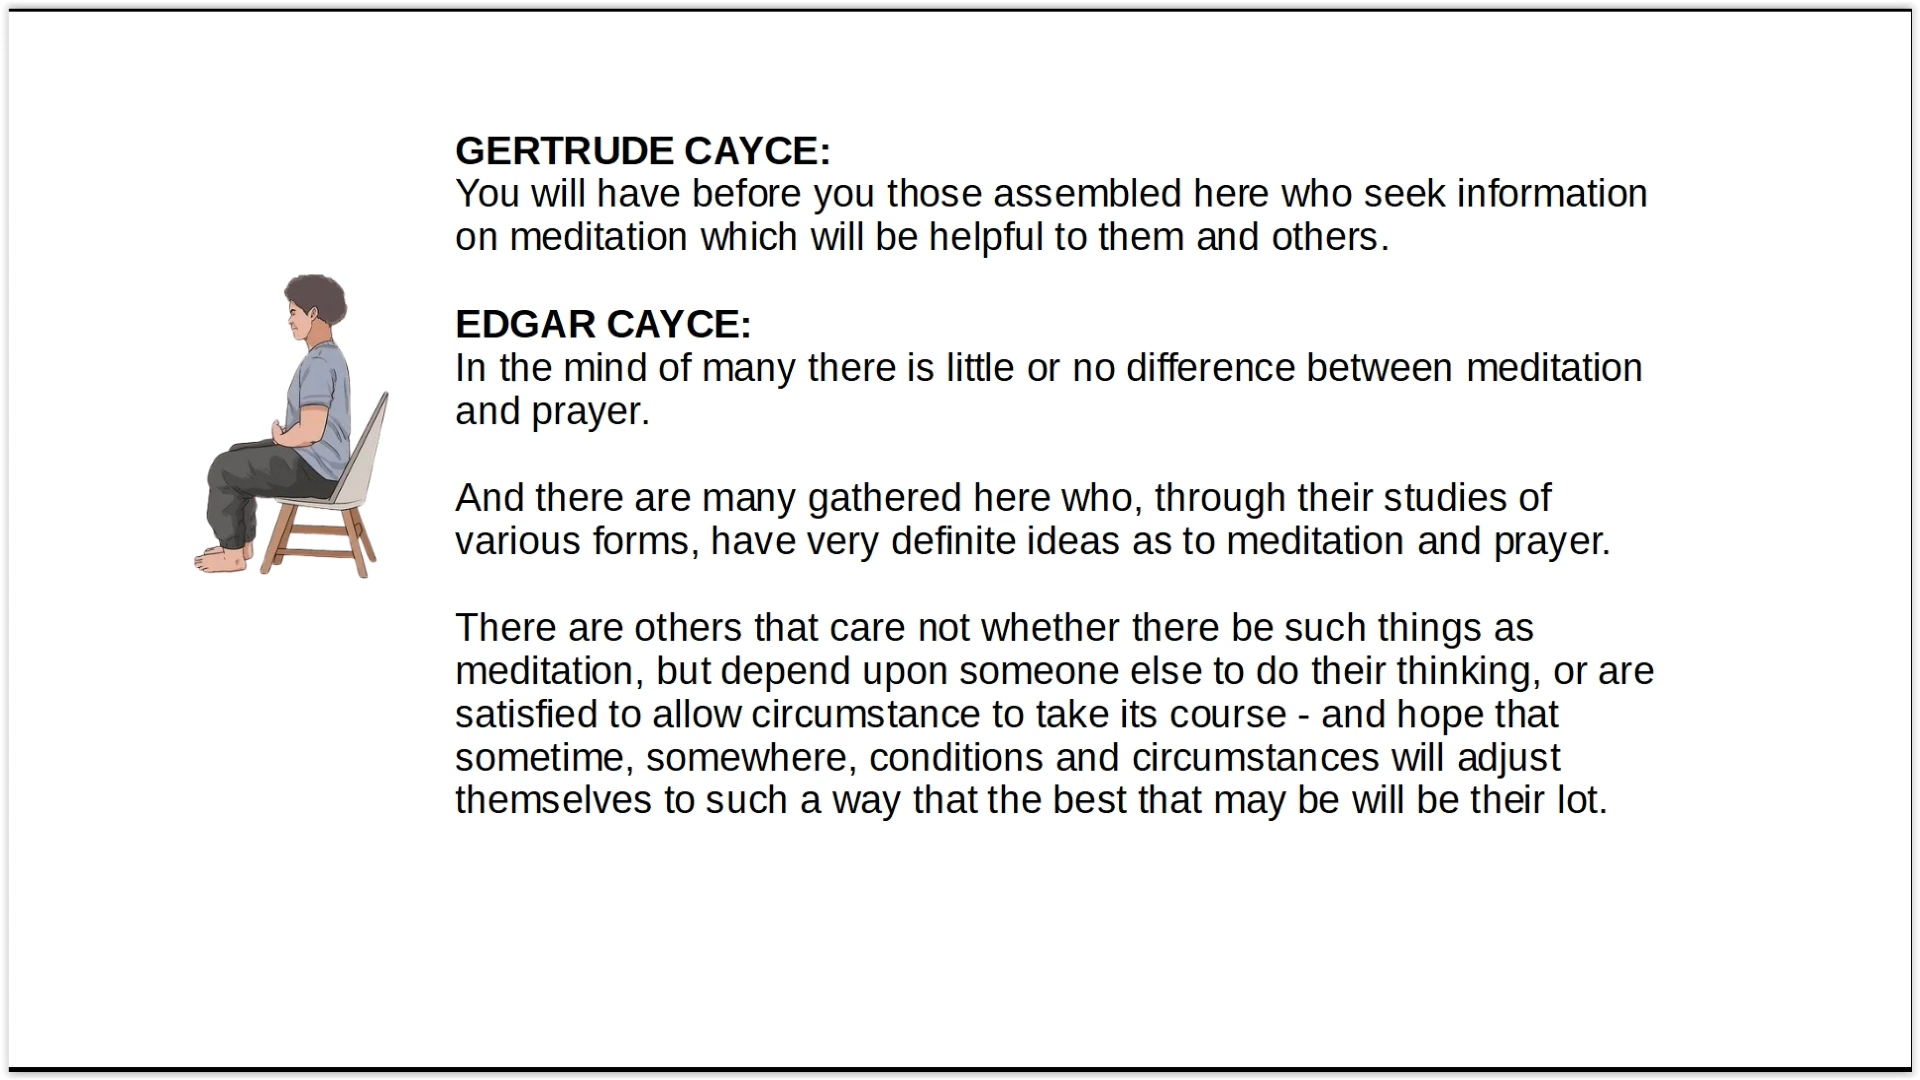 GERTRUDE CAYCE:
You will have before you those assembled here who seek information
on meditation which will be helpful to them and others.
EDGAR CAYCE:
In the mind of many there is little or no difference between meditation
and prayer.
And there are many gathered here who, through their studies of
various forms, have very definite ideas as to meditation and prayer.
There are others that care not whether there be such things as
meditation, but depend upon someone else to do their thinking, or are
satisfied to allow circumstance to take its course - and hope that
sometime, somewhere, conditions and circumstances will adjust
themselves to such a way that the best that may be will be their lot.